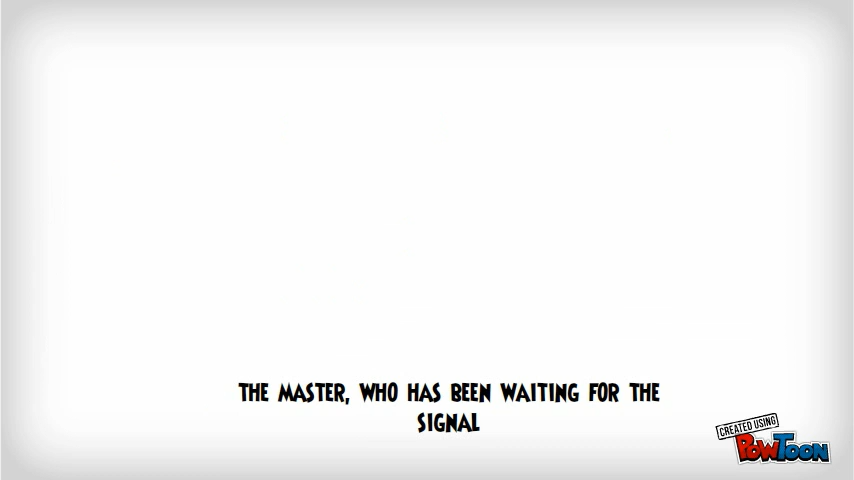 THE MASTER, WHO HAS BEEN WAITING FOR THE
SIGNAL
CREATED USING
POWTOON